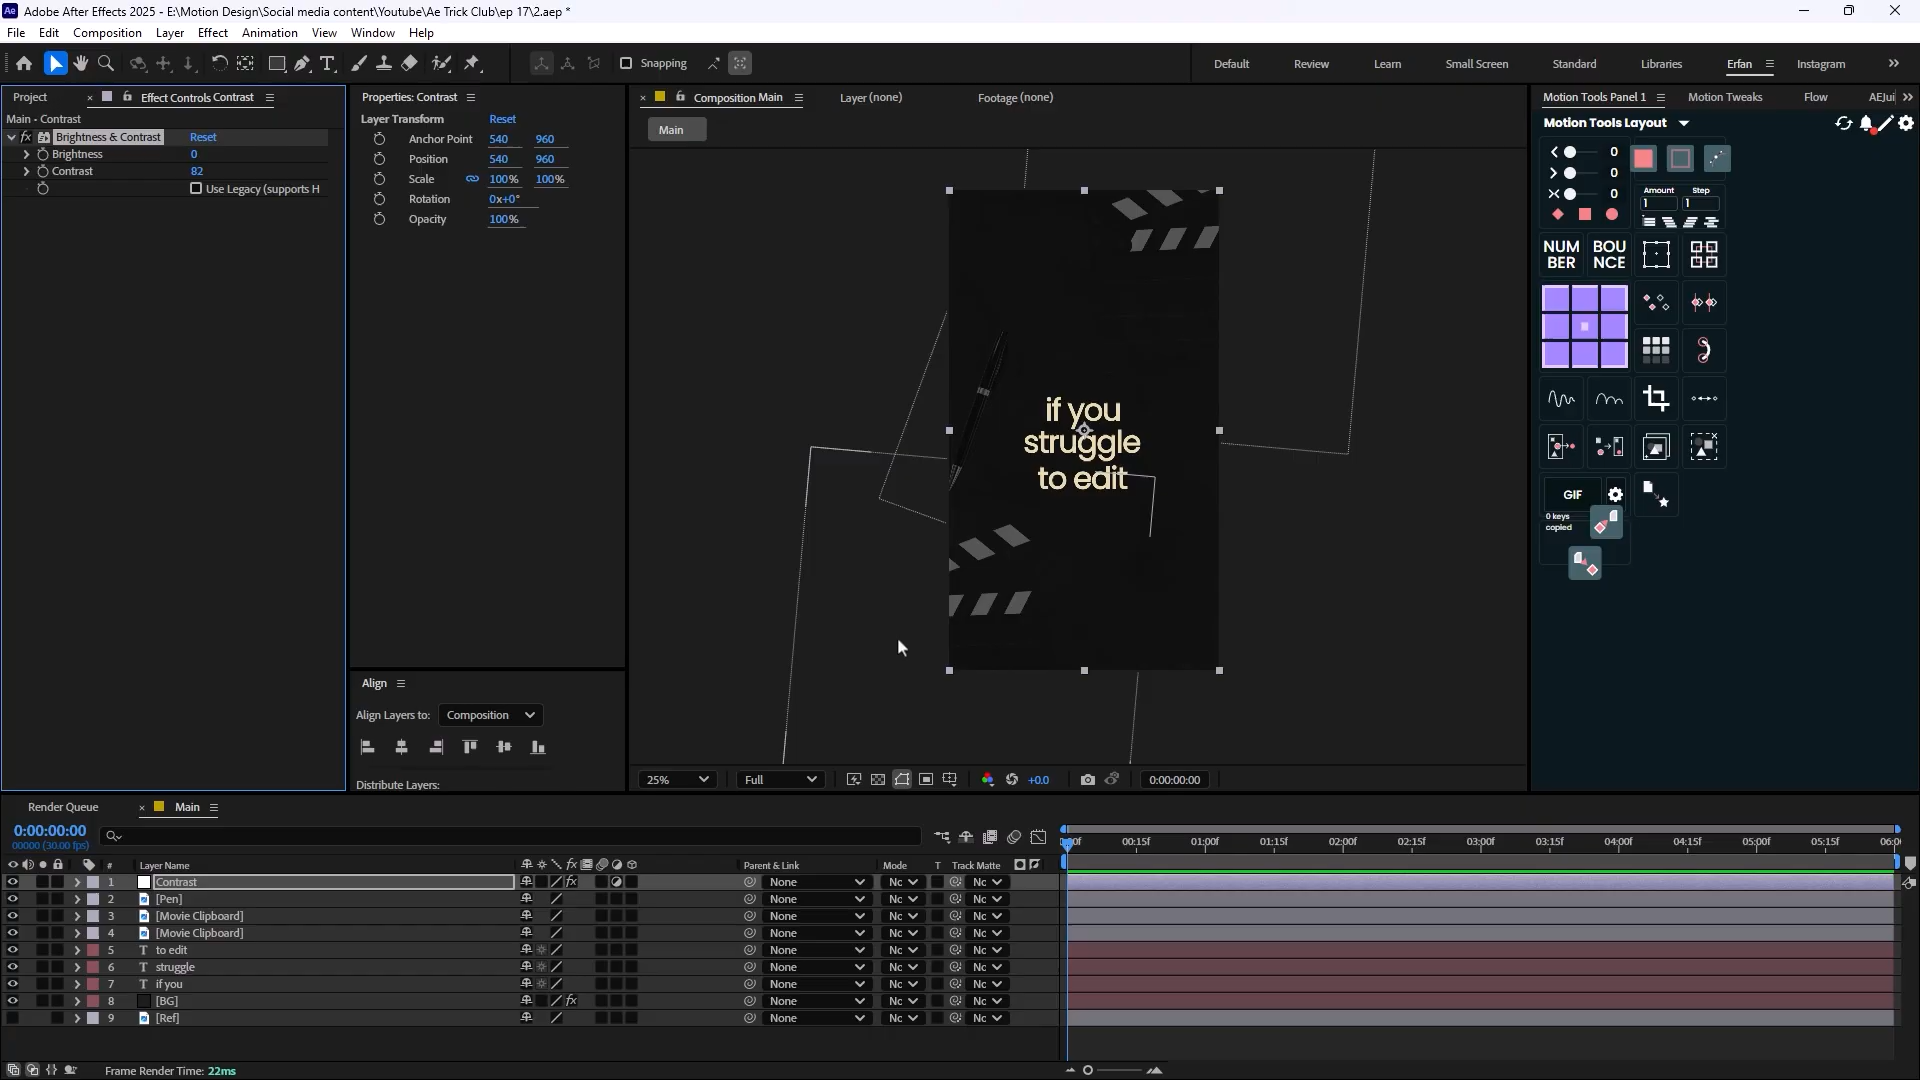 Adobe After Effects 2025 - E:\Motion Design\Social media content\Youtube\Ae Trick Club\ep 17\2.aep *
File Edit Composition Layer Effect Animation View Window Help
Snapping
Default Review Learn Small Screen Standard Libraries Erfan Instagram
Project
Effect Controls Contrast
Main - Contrast
fx Brightness & Contrast Reset
Brightness 0
Contrast 82
Use Legacy (supports H
Properties: Contrast
Layer Transform Reset
Anchor Point 540 960
Position 540 960
Scale 100% 100%
Rotation 0x+0°
Opacity 100%
Align
Align Layers to: Composition
Distribute Layers:
Composition Main Layer (none) Footage (none)
Main
if you
struggle
to edit
25% Full +0.0 0:00:00:00
Motion Tools Panel 1 Motion Tweaks Flow AEJui
Motion Tools Layout
0
0
0
Amount Step
1 1
NUM
BER
BOU
NCE
GIF
0 keys
copied
Render Queue Main
0:00:00:00
00000 (30.00 fps)
# Layer Name Parent & Link Mode T Track Matte
:00f 00:15f 01:00f 01:15f 02:00f 02:15f 03:00f 03:15f 04:00f 04:15f 05:00f 05:15f 06:0
1 Contrast fx None Nc Nc
2 [Pen] None Nc Nc
3 [Movie Clipboard] None Nc Nc
4 [Movie Clipboard] None Nc Nc
5 T to edit None Nc Nc
6 T struggle None Nc Nc
7 T if you None Nc Nc
8 [BG] fx None Nc Nc
9 [Ref] None Nc Nc
Frame Render Time: 22ms